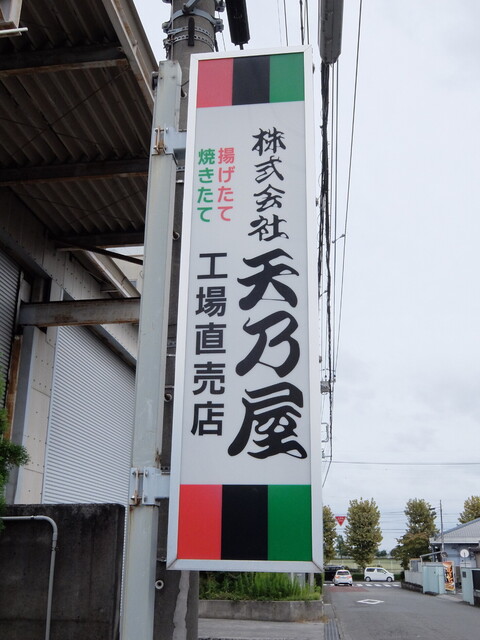 株式会社
天乃屋
揚げたて
焼きたて
工場直売店